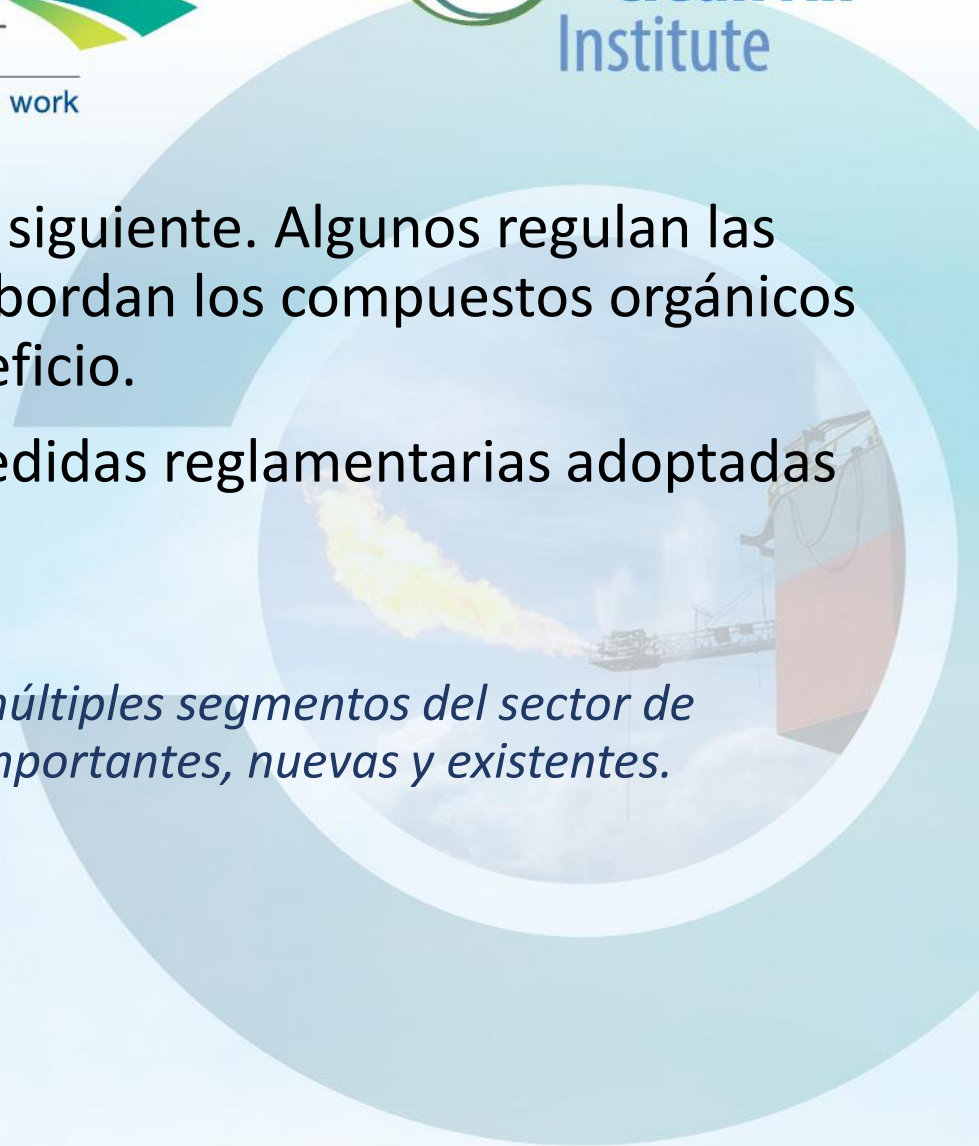 Institute
work
siguiente. Algunos regulan las
bordan los compuestos orgánicos
eficio.
edidas reglamentarias adoptadas
múltiples segmentos del sector de
mportantes, nuevas y existentes.